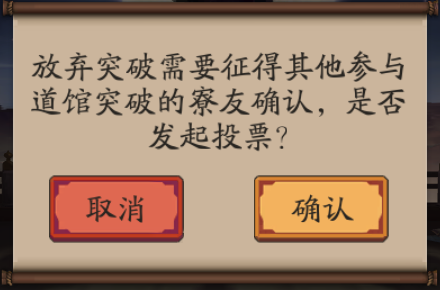 放弃突破需要征得其他参与
道馆突破的寮友确认，是否
发起投票？
取消
确认